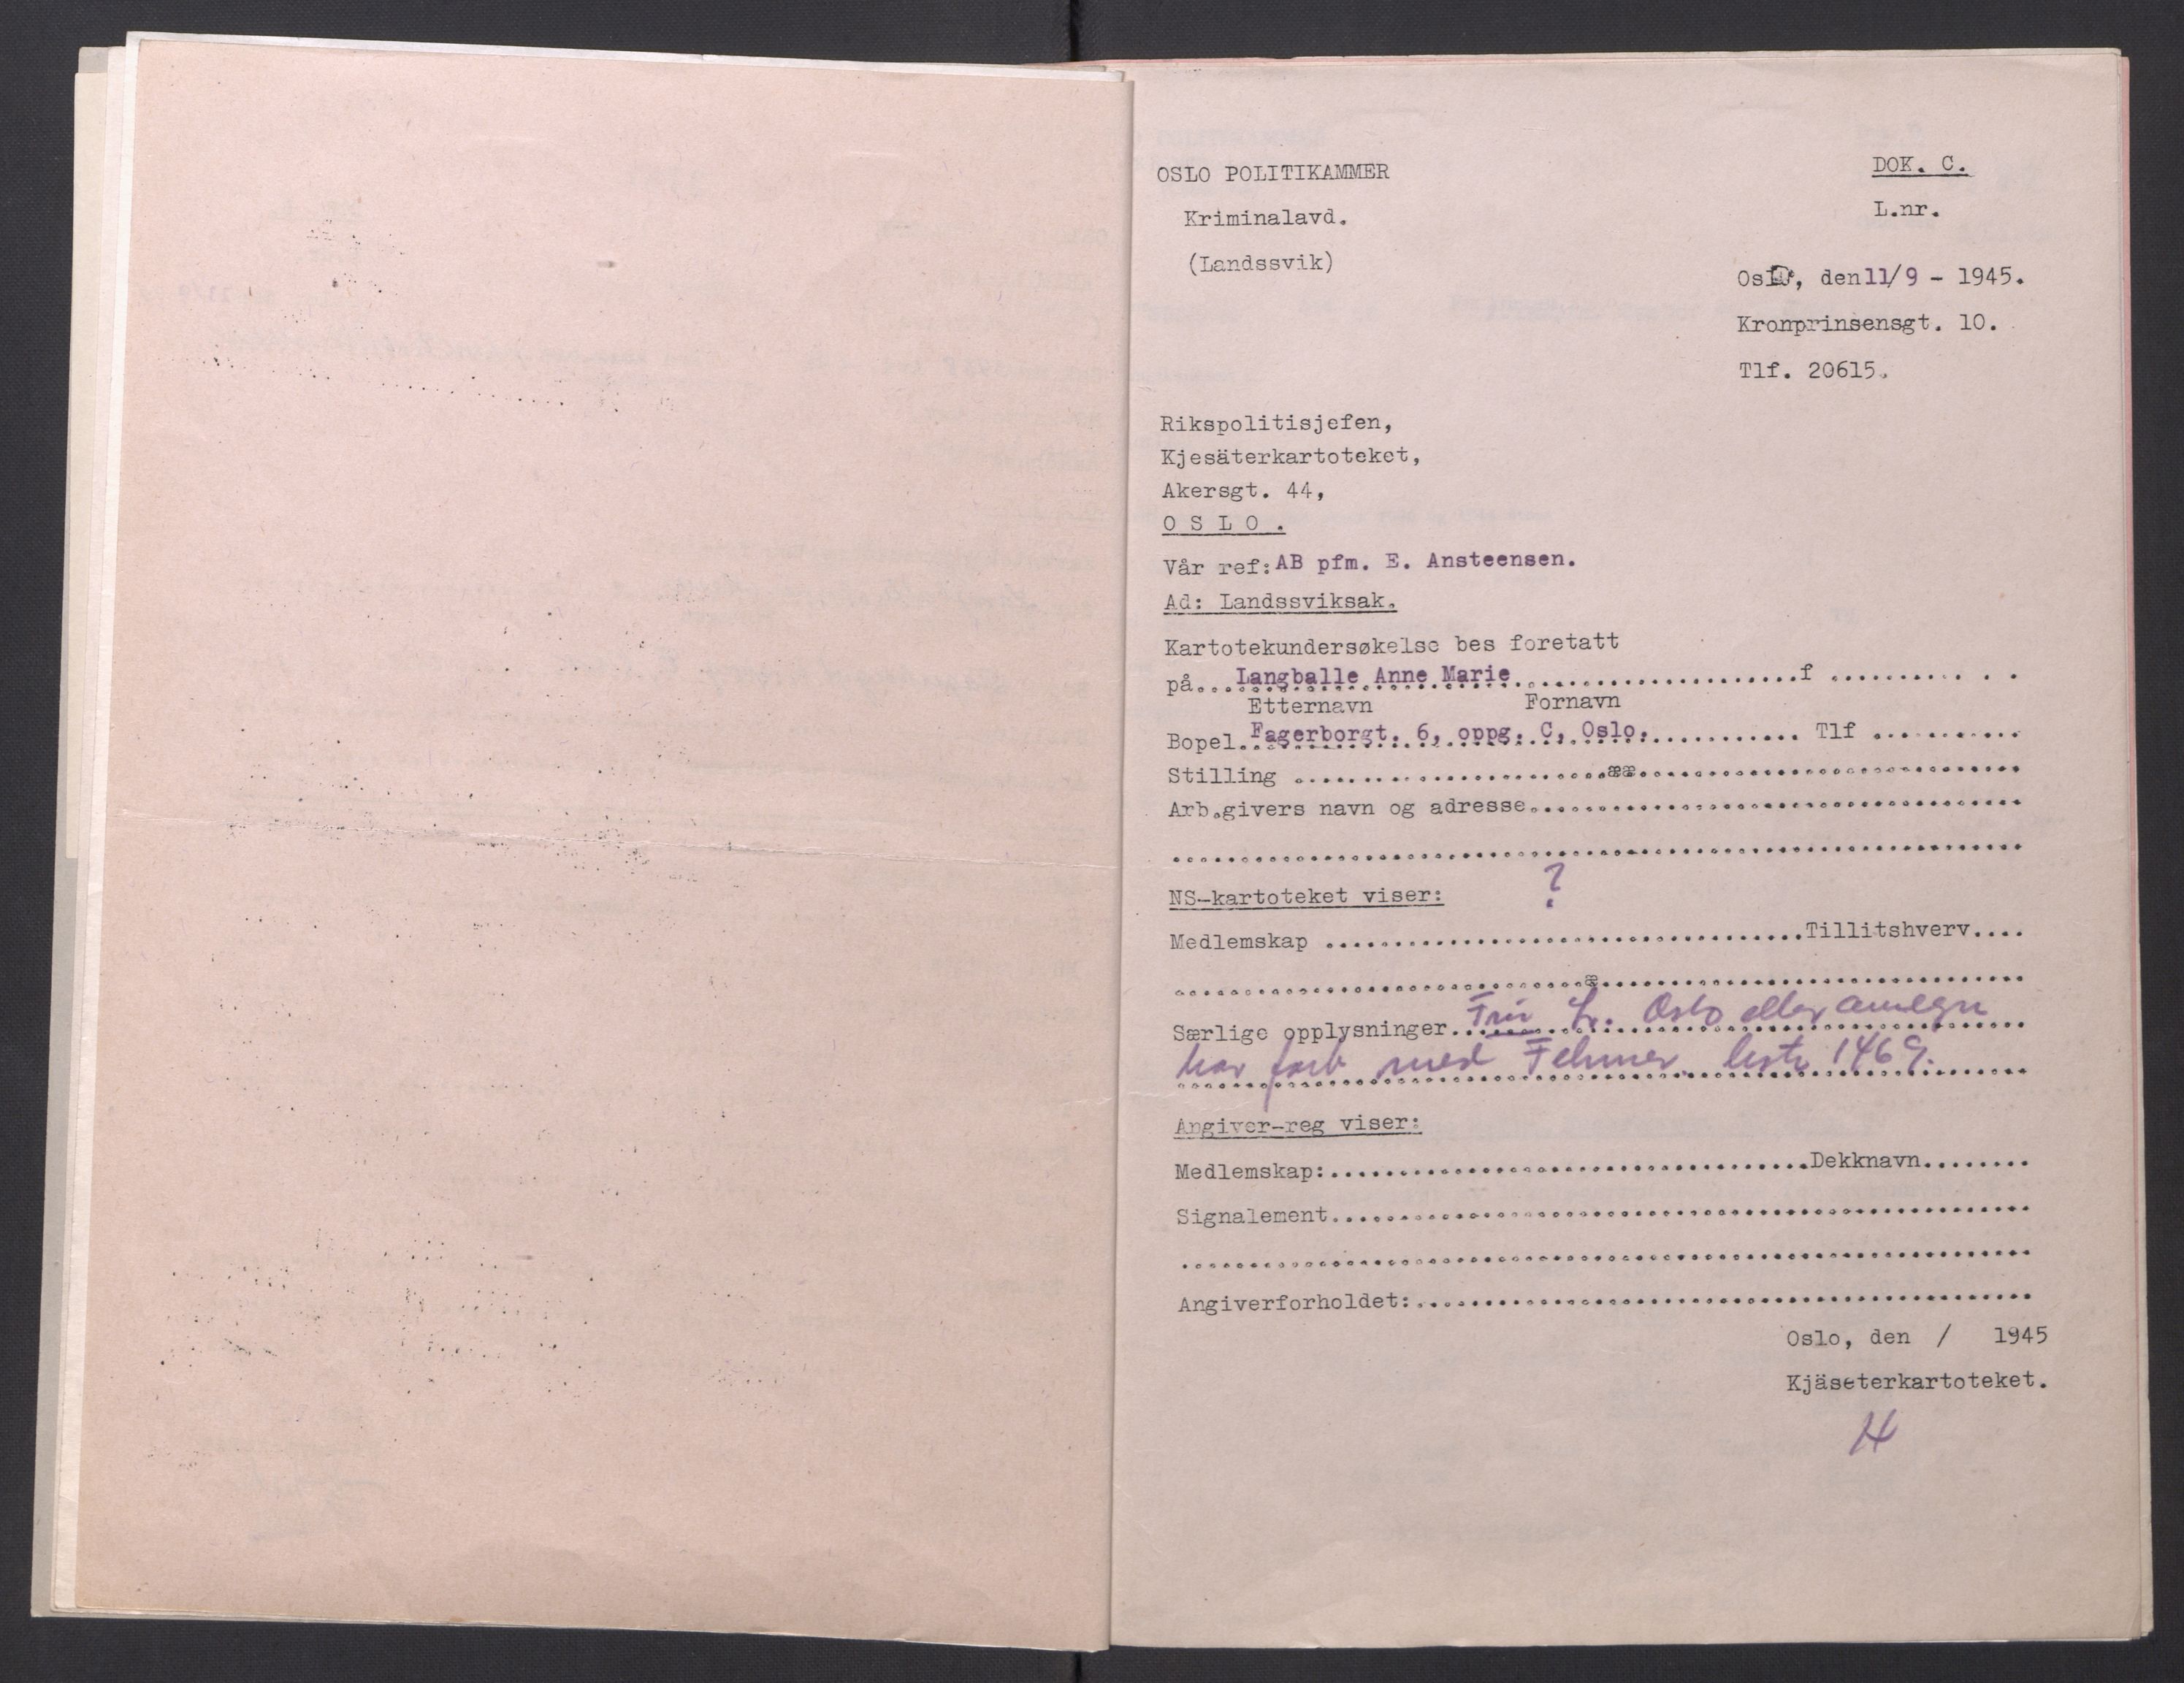 OSLO POLITIKAMMER
Kriminalavd.
(Landssvik)
DOK. C.
L.nr.
Oslo, den 11/9 - 1945.
Kronprinsensgt. 10.
Tlf. 20615.
Rikspolitisjefen,
Kjesäterkartoteket,
Akersgt. 44,
O S L O .
Vår ref: AB pfm. E. Ansteensen.
Ad: Landssviksak.
Kartotekundersøkelse bes foretatt
på... Langballe Anne Marie..................f ..........
Etternavn Fornavn
Bopel.. Fagerborgt. 6, oppg. C, Oslo............ Tlf ..........
Stilling .......................ææ............................
Arb.givers navn og adresse....................................
..............................................................
NS-kartoteket viser: ?
Medlemskap ...................................Tillitshverv....
..............................æ...............................
Særlige opplysninger. Fru L. Oslo eller omegn
har forb med Fehmer liste 1469.
Angiver-reg viser:
Medlemskap:...................................Dekknavn........
Signalement...................................................
..............................................................
Angiverforholdet:.............................................
Oslo, den / 1945
Kjäseterkartoteket.
H